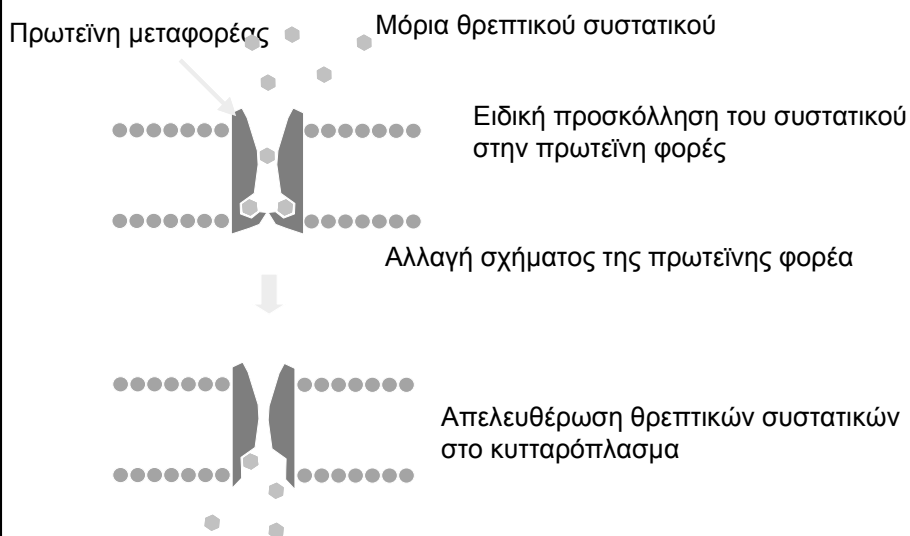 Πρωτεϊνη μεταφορέας
Μόρια θρεπτικού συστατικού
Ειδική προσκόλληση του συστατικού
στην πρωτεϊνη φορές
Αλλαγή σχήματος της πρωτεϊνης φορέα
Απελευθέρωση θρεπτικών συστατικών
στο κυτταρόπλασμα